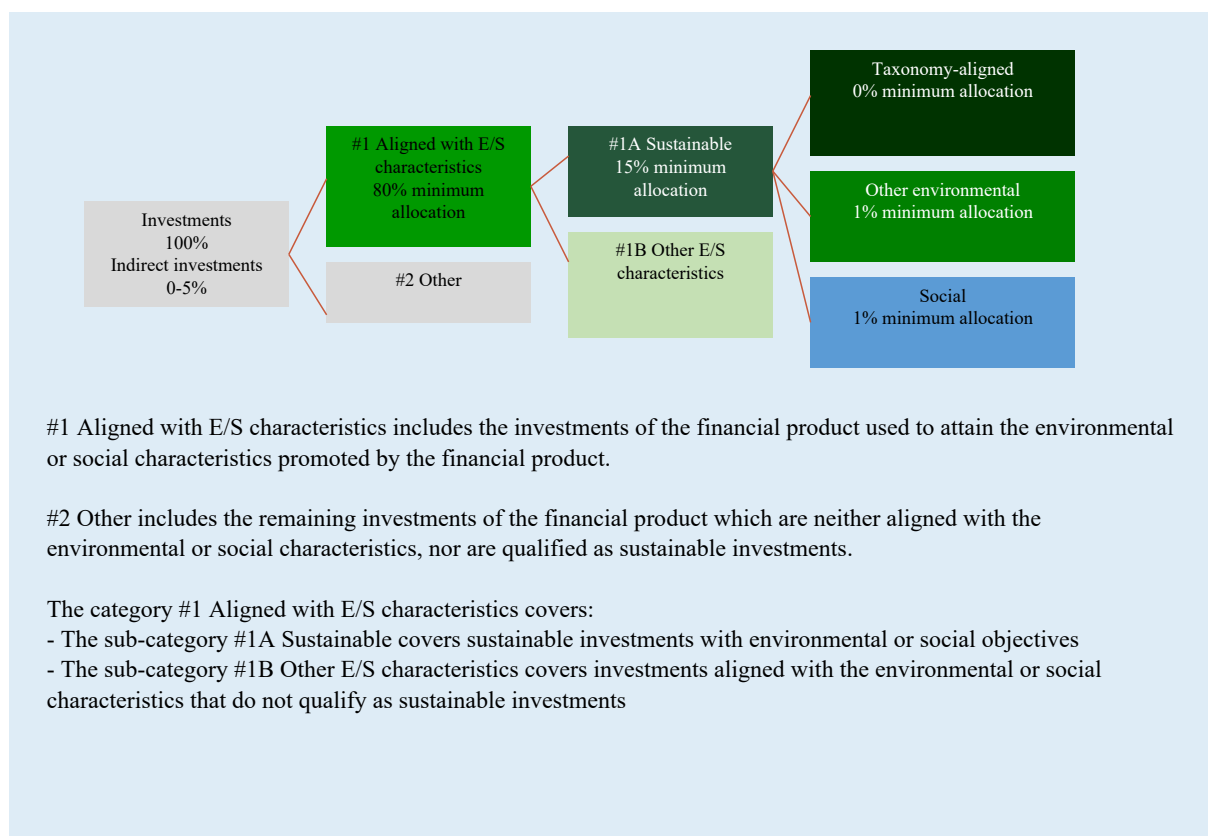 Investments
100%
Indirect investments
0-5%
#1 Aligned with E/S
characteristics
80% minimum
allocation
#2 Other
#1A Sustainable
15% minimum
allocation
#1B Other E/S
characteristics
Taxonomy-aligned
0% minimum allocation
Other environmental
1% minimum allocation
Social
1% minimum allocation
#1 Aligned with E/S characteristics includes the investments of the financial product used to attain the environmental
or social characteristics promoted by the financial product.
#2 Other includes the remaining investments of the financial product which are neither aligned with the
environmental or social characteristics, nor are qualified as sustainable investments.
The category #1 Aligned with E/S characteristics covers:
- The sub-category #1A Sustainable covers sustainable investments with environmental or social objectives
- The sub-category #1B Other E/S characteristics covers investments aligned with the environmental or social
characteristics that do not qualify as sustainable investments